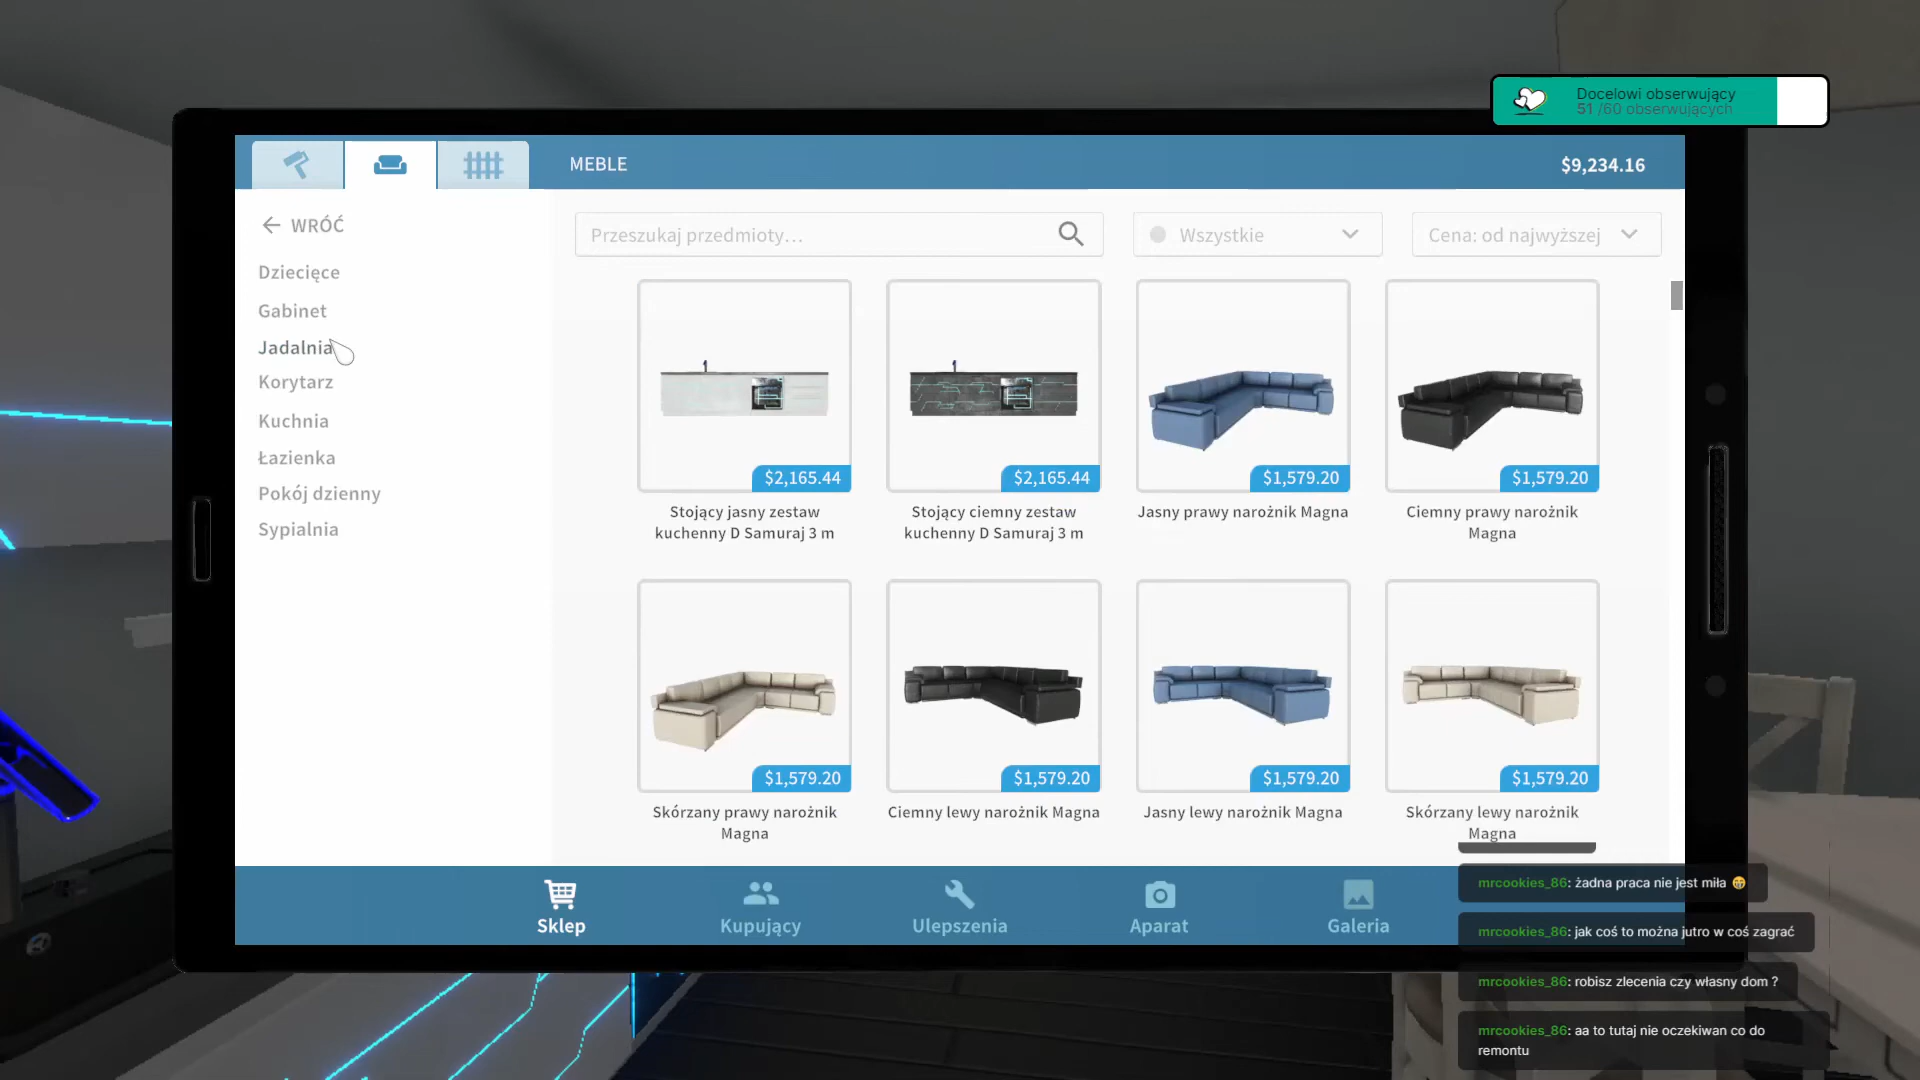 Docelowi obserwujący
51 /60 obserwujących
MEBLE
$9,234.16
WRÓĆ
Przeszukaj przedmioty...
Wszystkie
Cena: od najwyższej
Dziecięce
Gabinet
Jadalnia
Korytarz
Kuchnia
Łazienka
Pokój dzienny
Sypialnia
$2,165.44
$2,165.44
$1,579.20
$1,579.20
Stojący jasny zestaw
kuchenny D Samuraj 3 m
Stojący ciemny zestaw
kuchenny D Samuraj 3 m
Jasny prawy narożnik Magna
Ciemny prawy narożnik
Magna
$1,579.20
$1,579.20
$1,579.20
$1,579.20
Skórzany prawy narożnik
Magna
Ciemny lewy narożnik Magna
Jasny lewy narożnik Magna
Skórzany lewy narożnik
Magna
Sklep
Kupujący
Ulepszenia
Aparat
Galeria
mrcookies_86: żadna praca nie jest miła 😁
mrcookies_86: jak coś to można jutro w coś zagrać
mrcookies_86: robisz zlecenia czy własny dom ?
mrcookies_86: aa to tutaj nie oczekiwan co do
remontu